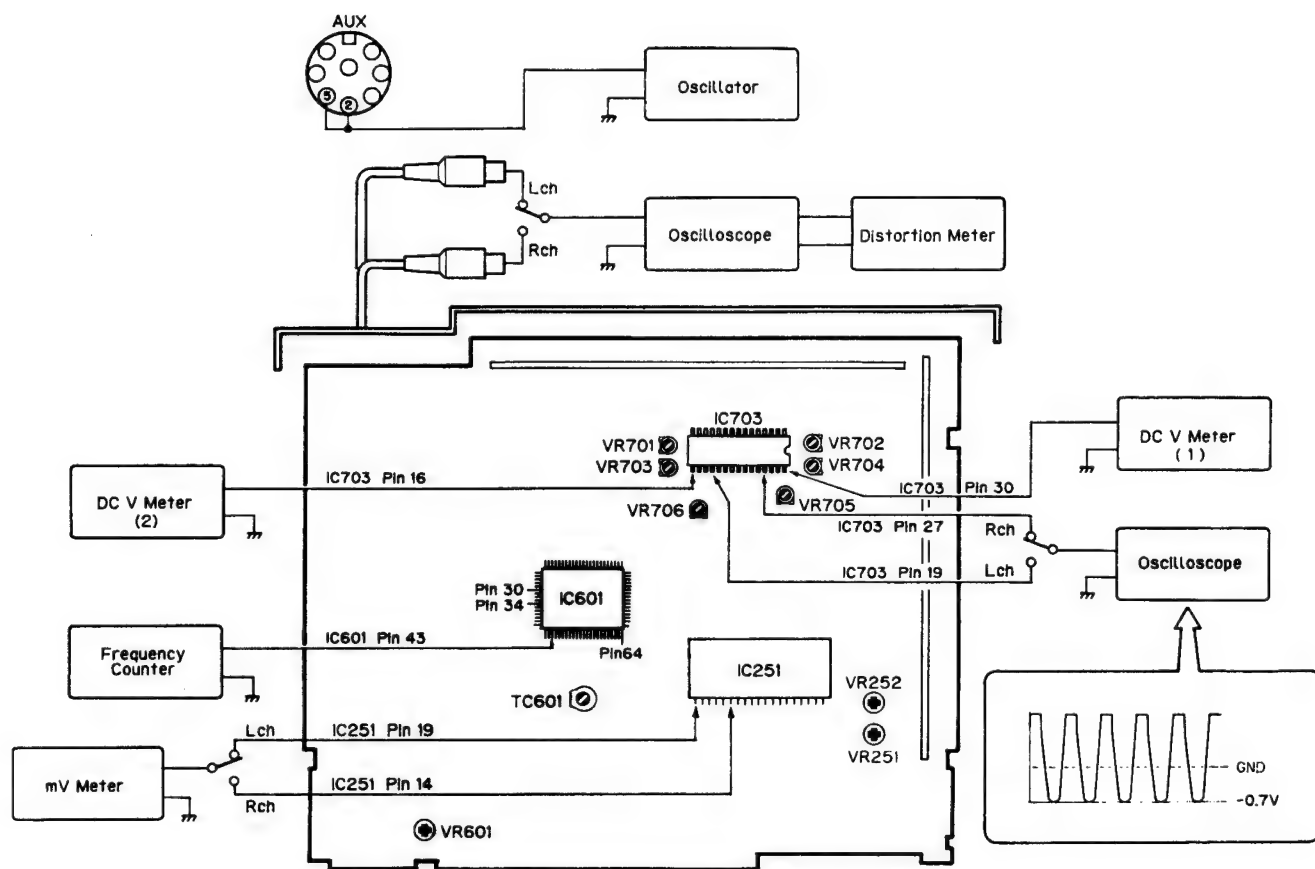 AUX
5
2
Oscillator
Lch
Rch
Oscilloscope
Distortion Meter
IC703
VR701
VR703
VR702
VR704
VR705
VR706
DC V Meter
(1)
IC703 Pin 16
DC V Meter
(2)
IC703 Pin 30
IC703 Pin 27
Rch
Lch
IC703 Pin 19
Oscilloscope
Pin 30
Pin 34
IC601
Pin64
IC601 Pin 43
Frequency
Counter
IC251
TC601
VR252
VR251
Lch
IC251 Pin 19
mV Meter
Rch
IC251 Pin 14
VR601
GND
-0.7V